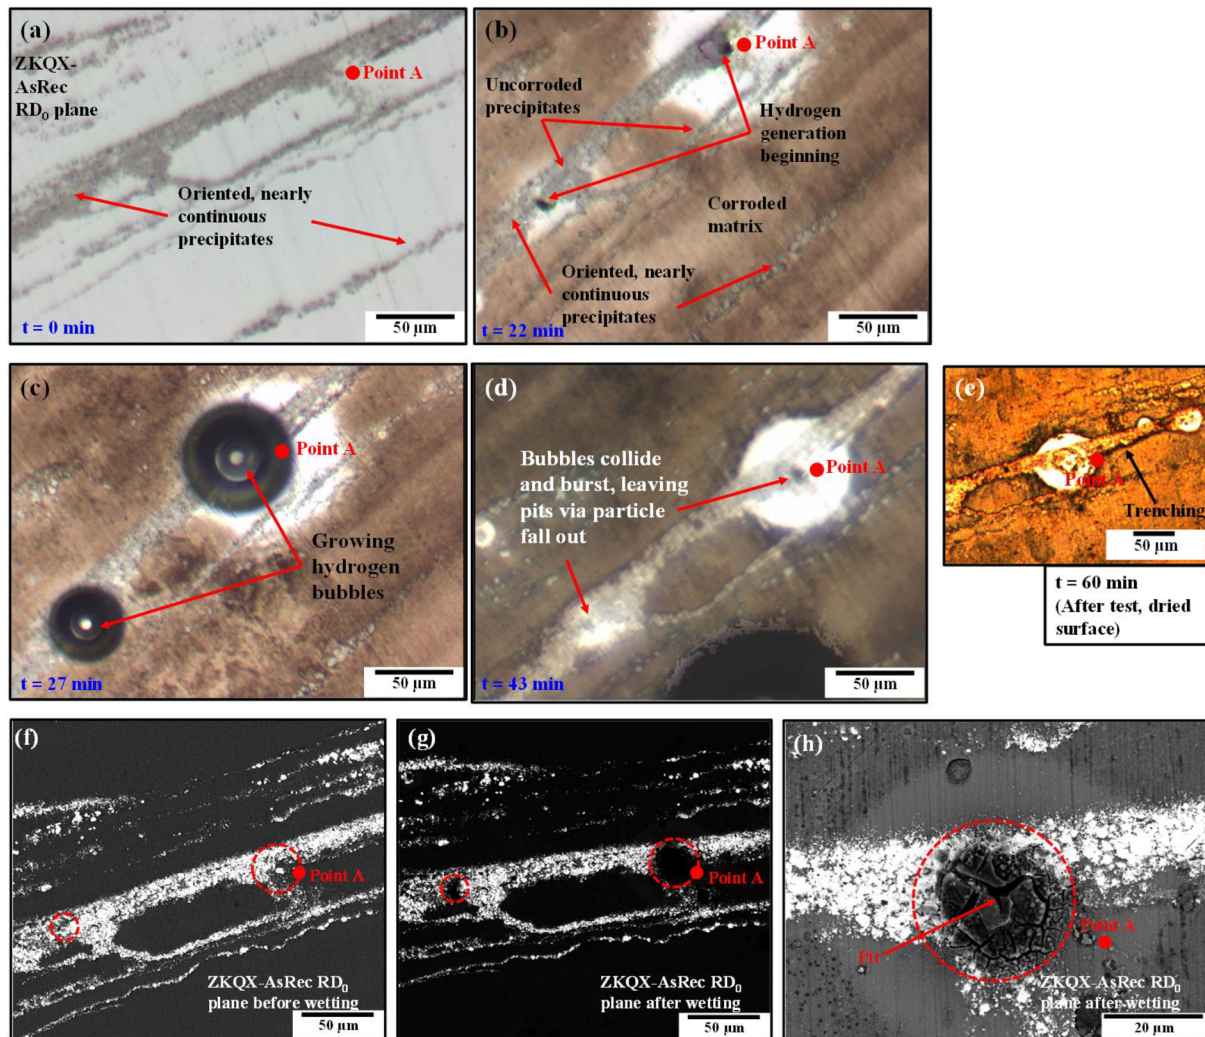 (a)
ZKQX-
AsRec
RD₀ plane
Point A
Oriented, nearly
continuous
precipitates
t = 0 min
50 µm
(b)
Point A
Uncorroded
precipitates
Hydrogen
generation
beginning
Corroded
matrix
Oriented, nearly
continuous
precipitates
t = 22 min
50 µm
(c)
Point A
Growing
hydrogen
bubbles
t = 27 min
50 µm
(d)
Bubbles collide
and burst, leaving
pits via particle
fall out
Point A
t = 43 min
50 µm
(e)
Point A
Trenching
50 µm
t = 60 min
(After test, dried
surface)
(f)
Point A
ZKQX-AsRec RD₀
plane before wetting
50 µm
(g)
Point A
ZKQX-AsRec RD₀
plane after wetting
50 µm
(h)
Point A
Pit
ZKQX-AsRec RD₀
plane after wetting
20 µm